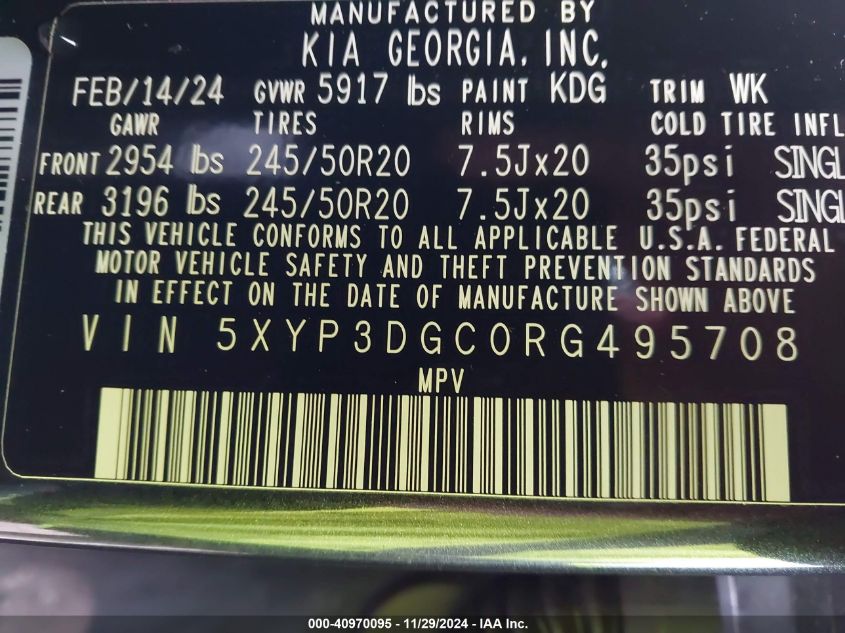 MANUFACTURED BY
KIA GEORGIA, INC.
FEB/14/24 GVWR 5917 lbs PAINT KDG TRIM WK
GAWR TIRES RIMS COLD TIRE INFL
FRONT 2954 lbs 245/50R20 7.5Jx20 35psi SINGL
REAR 3196 lbs 245/50R20 7.5Jx20 35psi SINGL
THIS VEHICLE CONFORMS TO ALL APPLICABLE U.S.A. FEDERAL
MOTOR VEHICLE SAFETY AND THEFT PREVENTION STANDARDS
IN EFFECT ON THE DATE OF MANUFACTURE SHOWN ABOVE
VIN 5XYP3DGC0RG495708
MPV
000-40970095 - 11/29/2024 - IAA Inc.